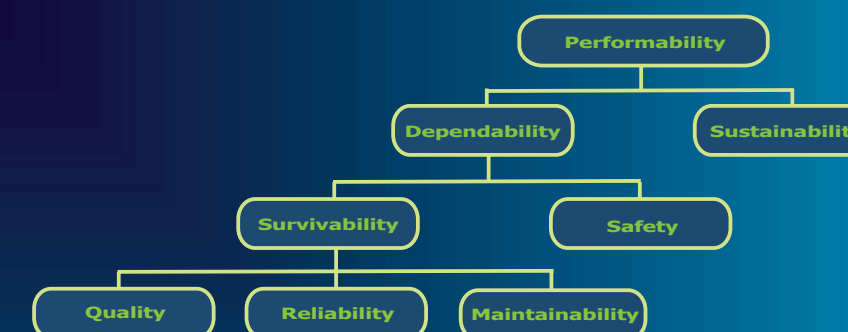 Performability
Dependability
Sustainabilit
Survivability
Safety
Quality
Reliability
Maintainability